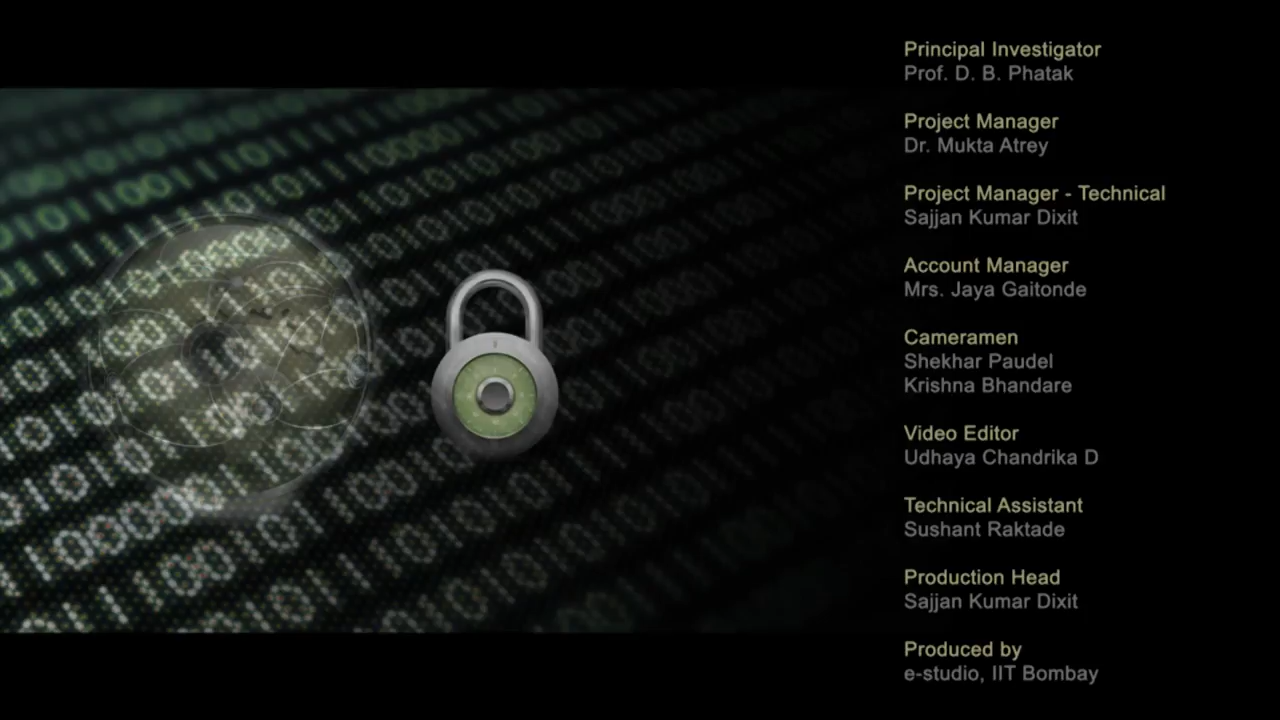 Principal Investigator
Prof. D. B. Phatak
Project Manager
Dr. Mukta Atrey
Project Manager - Technical
Sajjan Kumar Dixit
Account Manager
Mrs. Jaya Gaitonde
Cameramen
Shekhar Paudel
Krishna Bhandare
Video Editor
Udhaya Chandrika D
Technical Assistant
Sushant Raktade
Production Head
Sajjan Kumar Dixit
Produced by
e-studio, IIT Bombay